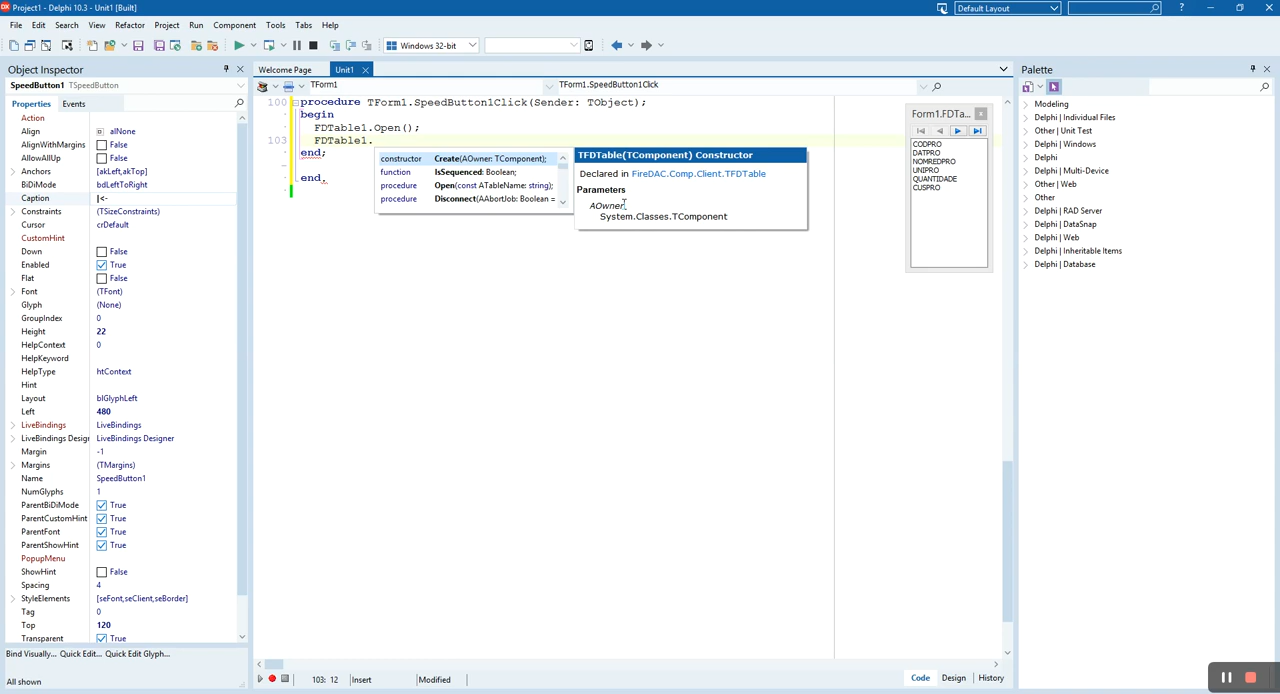 Project1 - Delphi 10.3 - Unit1 [Built]
Default Layout
File Edit Search View Refactor Project Run Component Tools Tabs Help
Windows 32-bit
Object Inspector
SpeedButton1 TSpeedButton
Properties Events
Action
Align alNone
AlignWithMargins False
AllowAllUp False
Anchors [akLeft,akTop]
BiDiMode bdLeftToRight
Caption |<-
Constraints (TSizeConstraints)
Cursor crDefault
CustomHint
Down False
Enabled True
Flat False
Font (TFont)
Glyph (None)
GroupIndex 0
Height 22
HelpContext 0
HelpKeyword
HelpType htContext
Hint
Layout blGlyphLeft
Left 480
LiveBindings LiveBindings
LiveBindings Desig LiveBindings Designer
Margin -1
Margins (TMargins)
Name SpeedButton1
NumGlyphs 1
ParentBiDiMode True
ParentCustomHint True
ParentFont True
ParentShowHint True
PopupMenu
ShowHint False
Spacing 4
StyleElements [seFont,seClient,seBorder]
Tag 0
Top 120
Transparent True
Bind Visually... Quick Edit... Quick Edit Glyph...
All shown
Welcome Page Unit1
TForm1 TForm1.SpeedButton1Click
100 procedure TForm1.SpeedButton1Click(Sender: TObject);
begin
FDTable1.Open();
103 FDTable1.
end;
end.
constructor Create(AOwner: TComponent);
function IsSequenced: Boolean;
procedure Open(const ATableName: string);
procedure Disconnect(AAbortJob: Boolean =
TFDTable(TComponent) Constructor
Declared in FireDAC.Comp.Client.TFDTable
Parameters
AOwner
System.Classes.TComponent
Form1.FDTa...
CODPRO
DATPRO
NOMREDPRO
UNIPRO
QUANTIDADE
CUSPRO
103: 12 Insert Modified
Code Design History
Palette
Modeling
Delphi | Individual Files
Other | Unit Test
Delphi | Windows
Delphi
Delphi | Multi-Device
Other | Web
Other
Delphi | RAD Server
Delphi | DataSnap
Delphi | Web
Delphi | Inheritable Items
Delphi | Database